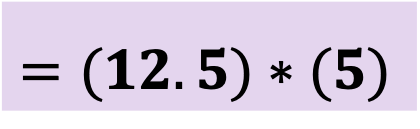 = (12. 5) * (5)